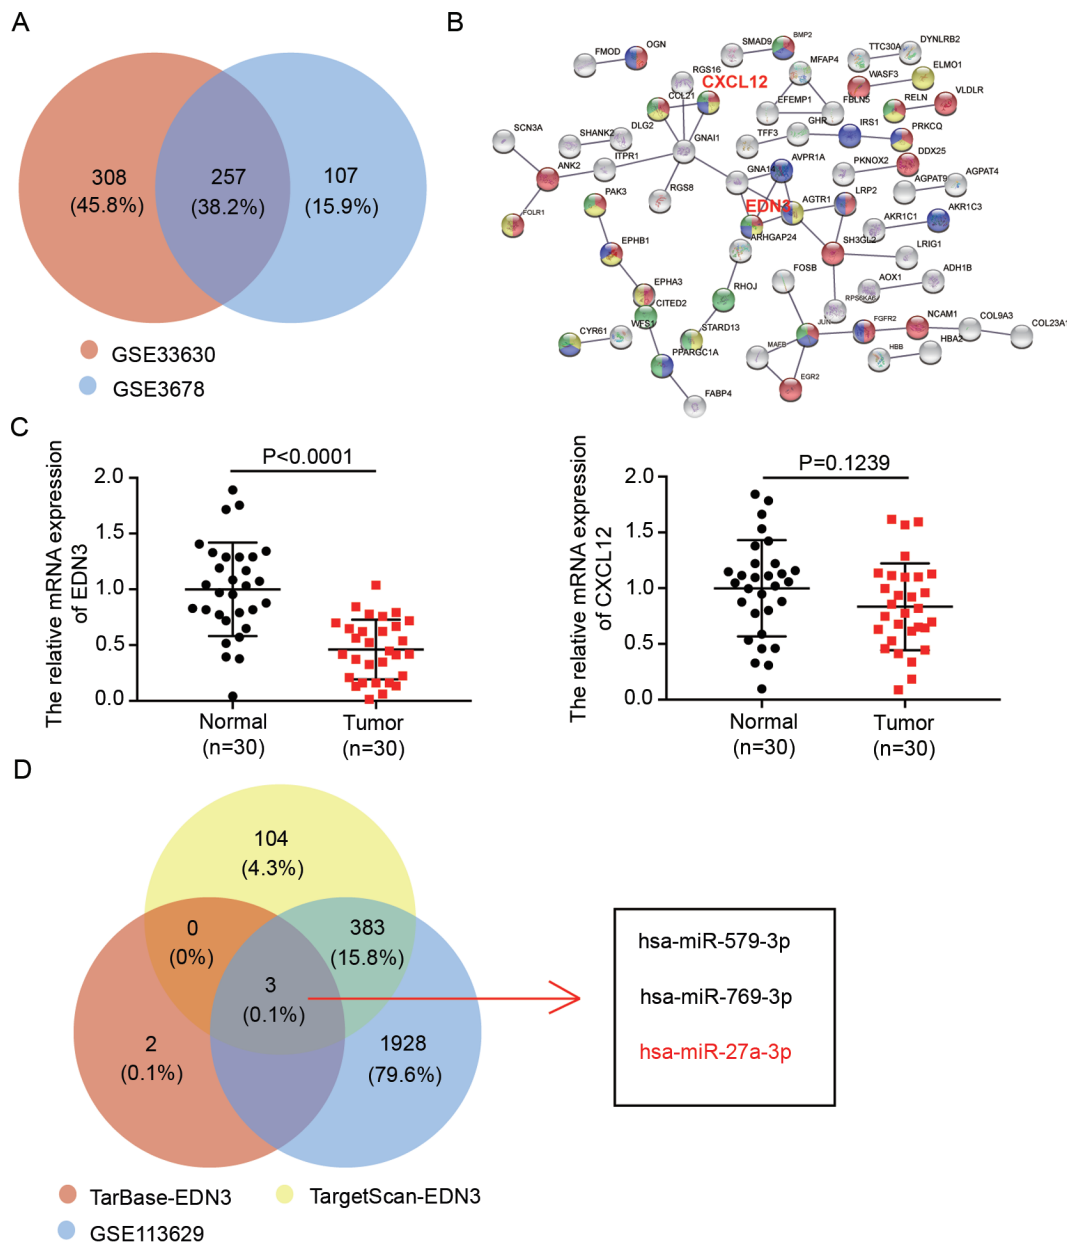 A
308
(45.8%)
257
(38.2%)
107
(15.9%)
GSE33630
GSE3678
B
FMOD
OGN
SMAD9
BMP2
TTC30A
DYNLRB2
RGS16
CXCL12
MFAP4
WASF3
ELMO1
COL21
EFEMP1
FBLN5
RELN
VLDLR
SCN3A
SHANK2
DLG2
GNAI1
TFF3
GHR
IRS1
PRKCQ
ANK2
ITPR1
GNA14
AVPR1A
PKNOX2
DDX25
AGPAT9
AGPAT4
FOLR1
PAK3
RGS8
EDN3
AGTR1
LRP2
AKR1C1
AKR1C3
EPHB1
ARHGAP24
SH3GL2
LRIG1
EPHA3
RHOJ
FOSB
AOX1
ADH1B
CITED2
RPS6KA6
CYR61
WFS1
STARD13
JUN
FGFR2
NCAM1
COL9A3
COL23A1
PPARGC1A
MAFB
HBB
HBA2
FABP4
EGR2
C
The relative mRNA expression
of EDN3
P<0.0001
2.0
1.5
1.0
0.5
0.0
Normal
(n=30)
Tumor
(n=30)
The relative mRNA expression
of CXCL12
P=0.1239
2.0
1.5
1.0
0.5
0.0
Normal
(n=30)
Tumor
(n=30)
D
104
(4.3%)
0
(0%)
383
(15.8%)
3
(0.1%)
2
(0.1%)
1928
(79.6%)
hsa-miR-579-3p
hsa-miR-769-3p
hsa-miR-27a-3p
TarBase-EDN3
TargetScan-EDN3
GSE113629